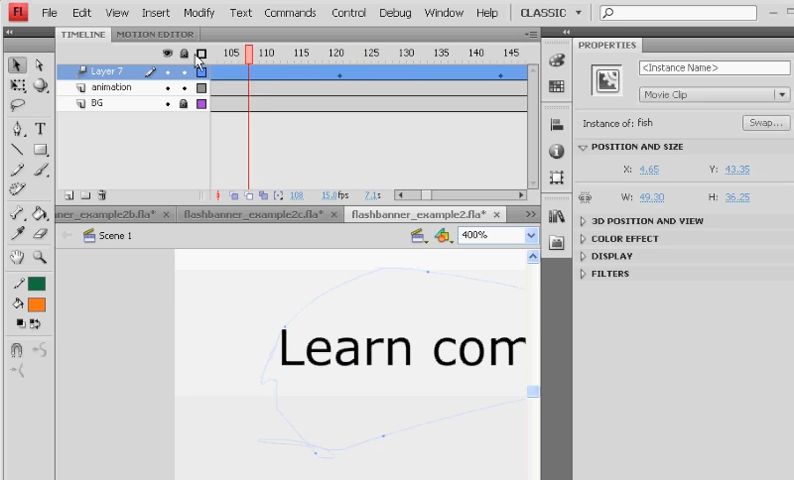 Fl File Edit View Insert Modify Text Commands Control Debug Window Help CLASSIC
TIMELINE MOTION EDITOR
105 110 115 120 125 130 135 140 145
Layer 7
animation
BG
108 15.0fps 7.1s
nner_example2b.fla* × flashbanner_example2c.fla* × flashbanner_example2.fla* ×
Scene 1 400%
Learn com
PROPERTIES
<Instance Name>
Movie Clip
Instance of: fish Swap...
POSITION AND SIZE
X: 4.65 Y: 43.35
W: 49.30 H: 36.25
3D POSITION AND VIEW
COLOR EFFECT
DISPLAY
FILTERS
T